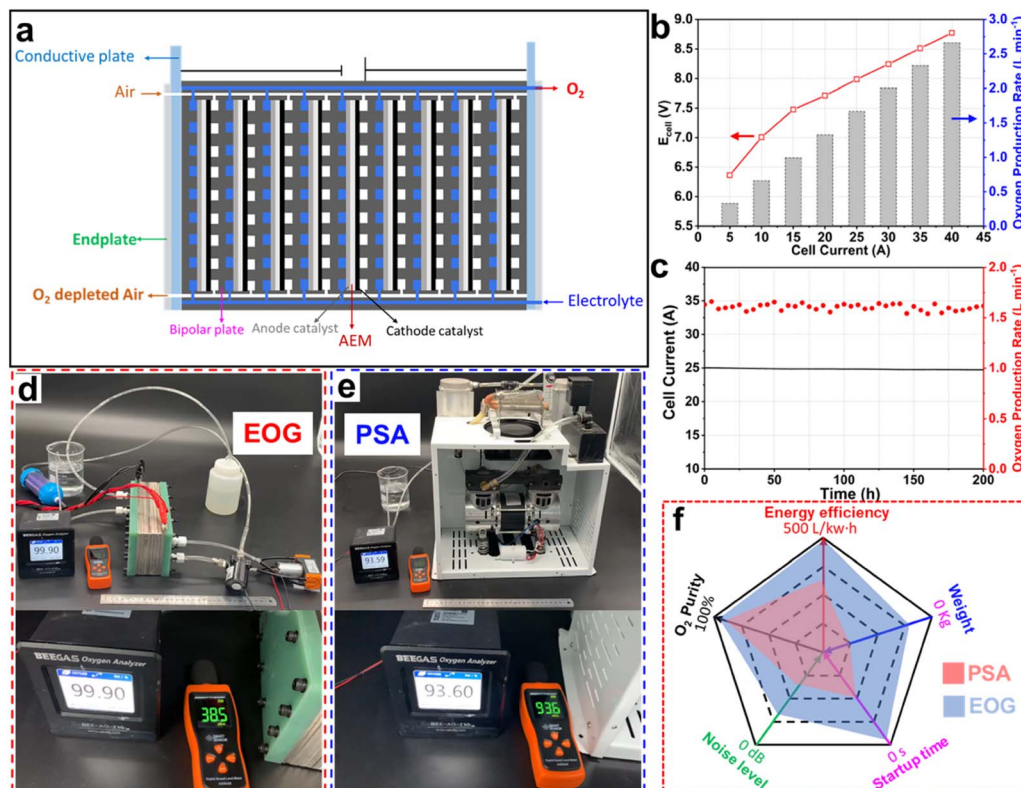 a
Conductive plate
Air
O₂
Endplate
O₂ depleted Air
Electrolyte
Bipolar plate
Anode catalyst
AEM
Cathode catalyst
b
9.0
8.5
8.0
7.5
7.0
6.5
6.0
5.5
E_cell (V)
3.0
2.5
2.0
1.5
1.0
0.5
0.0
Oxygen Production Rate (L min⁻¹)
0 5 10 15 20 25 30 35 40 45
Cell Current (A)
c
40
35
30
25
20
15
10
Cell Current (A)
2.0
1.5
1.0
0.5
0.0
Oxygen Production Rate (L min⁻¹)
0 50 100 150 200
Time (h)
d
EOG
99.90
BEEGAS Oxygen Analyzer
99.90
38.5
e
PSA
93.59
BEEGAS Oxygen Analyzer
93.60
93.6
f
Energy efficiency
500 L/kw·h
O₂ Purity
100%
Weight
0 Kg
PSA
EOG
Noise level
0 dB
Startup time
0 s